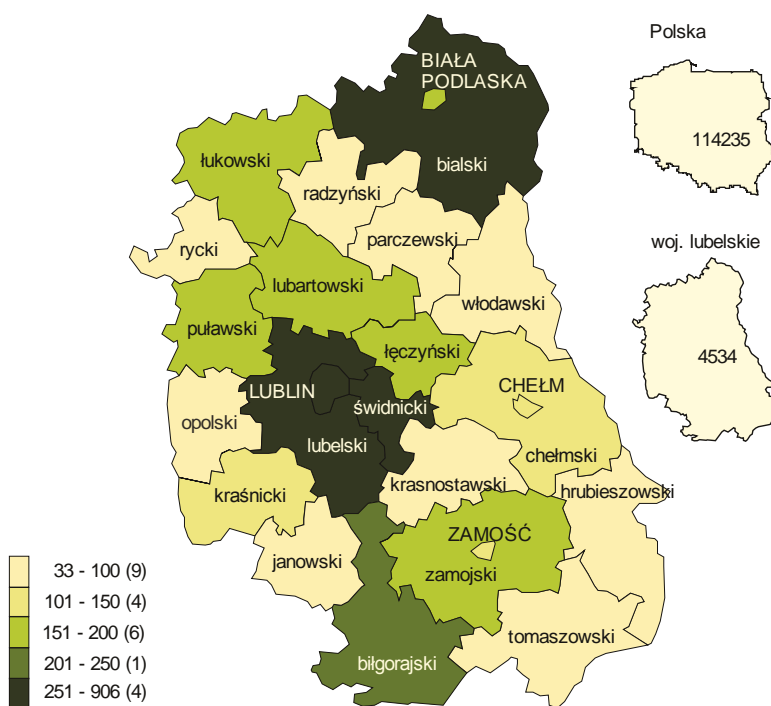 Polska
BIAŁA
PODLASKA
114235
łukowski
bialski
radzyński
parczewski
woj. lubelskie
rycki
lubartowski
włodawski
puławski
łęczyński
4534
LUBLIN
CHEŁM
świdnicki
opolski
lubelski
chełmski
krasnostawski
hrubieszowski
kraśnicki
ZAMOŚĆ
janowski
zamojski
tomaszowski
biłgorajski
33 - 100 (9)
101 - 150 (4)
151 - 200 (6)
201 - 250 (1)
251 - 906 (4)